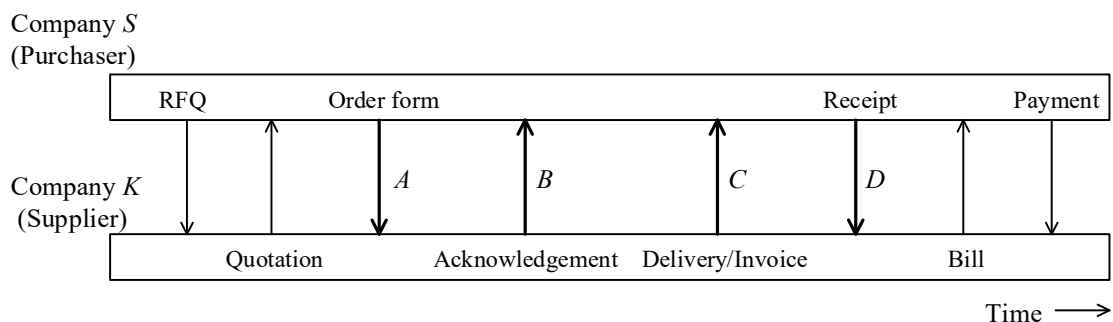 Company S
(Purchaser)
RFQ Order form Receipt Payment
A B C D
Company K
(Supplier)
Quotation Acknowledgement Delivery/Invoice Bill
Time